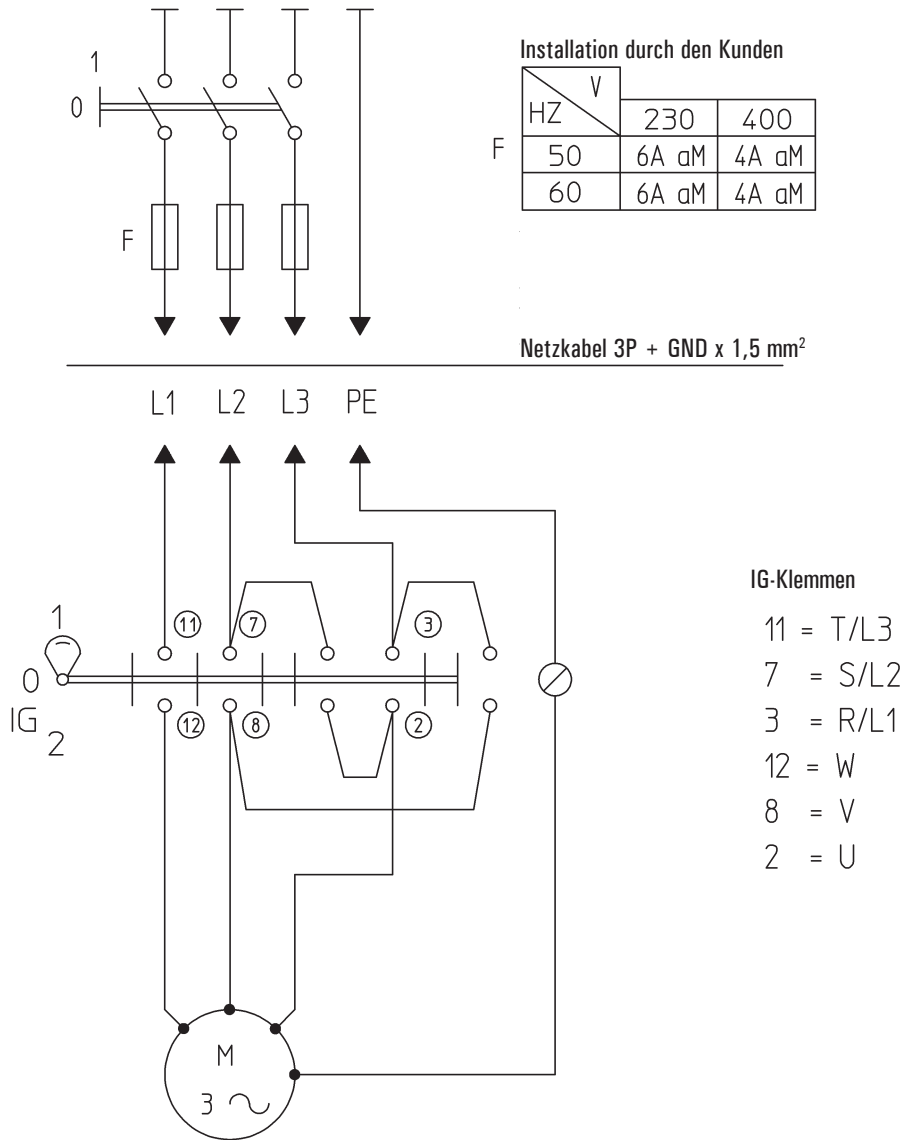 Installation durch den Kunden
1
0
V
HZ
230 400
F
50 6A aM 4A aM
60 6A aM 4A aM
F
Netzkabel 3P + GND x 1,5 mm²
L1 L2 L3 PE
IG-Klemmen
1
0
IG
2
11 7 3
12 8 2
11 = T/L3
7 = S/L2
3 = R/L1
12 = W
8 = V
2 = U
M
3 ~